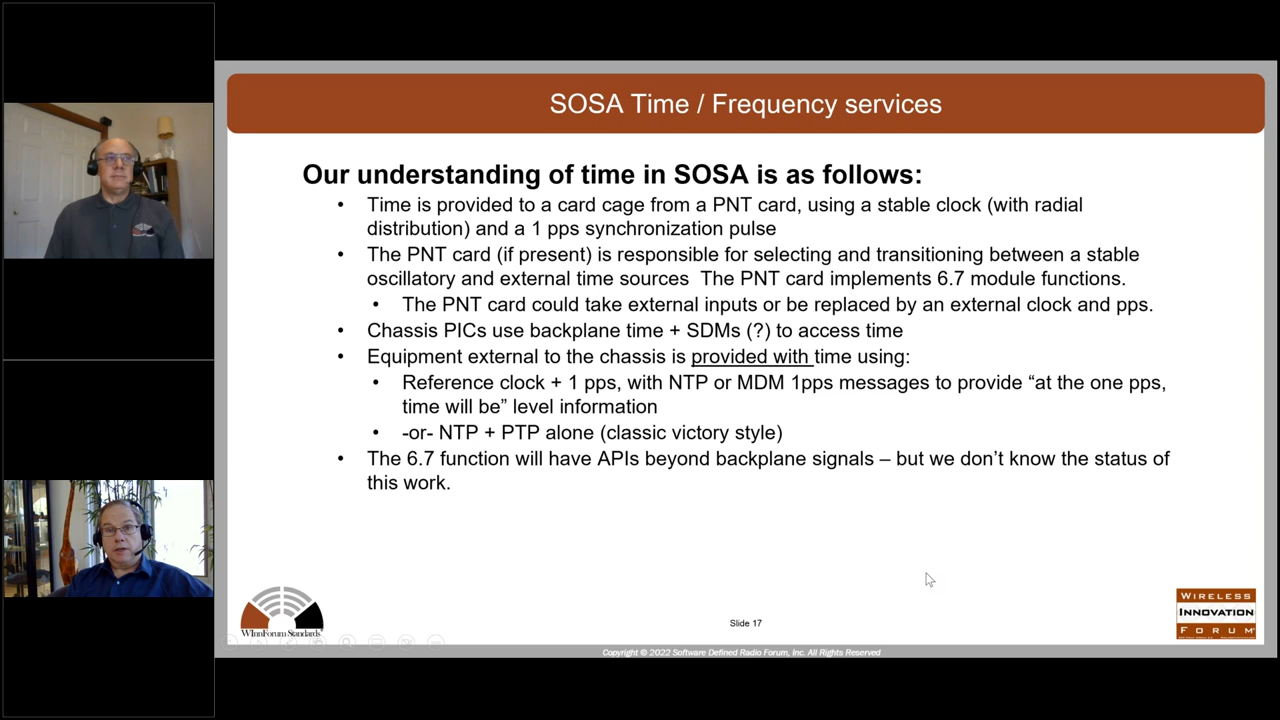 SOSA Time / Frequency services
Our understanding of time in SOSA is as follows:
• Time is provided to a card cage from a PNT card, using a stable clock (with radial
distribution) and a 1 pps synchronization pulse
• The PNT card (if present) is responsible for selecting and transitioning between a stable
oscillatory and external time sources  The PNT card implements 6.7 module functions.
• The PNT card could take external inputs or be replaced by an external clock and pps.
• Chassis PICs use backplane time + SDMs (?) to access time
• Equipment external to the chassis is provided with time using:
• Reference clock + 1 pps, with NTP or MDM 1pps messages to provide “at the one pps,
time will be” level information
• -or- NTP + PTP alone (classic victory style)
• The 6.7 function will have APIs beyond backplane signals – but we don’t know the status of
this work.
WInnForum Standards
Slide 17
WIRELESS
INNOVATION
FORUM
Copyright © 2022 Software Defined Radio Forum, Inc. All Rights Reserved